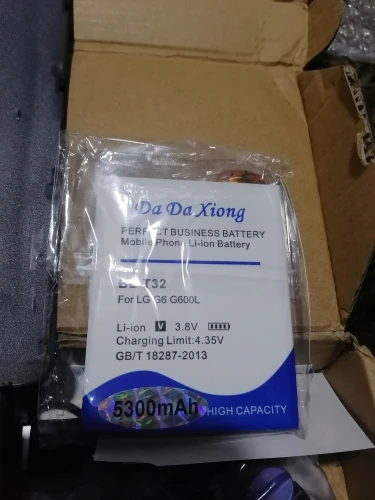 Da Da Xiong
PERFECT BUSINESS BATTERY
Mobile Phone Li-ion Battery
T32
For LG G6 G600L
Li-ion V 3.8V
Charging Limit:4.35V
GB/T 18287-2013
5300mAh HIGH CAPACITY